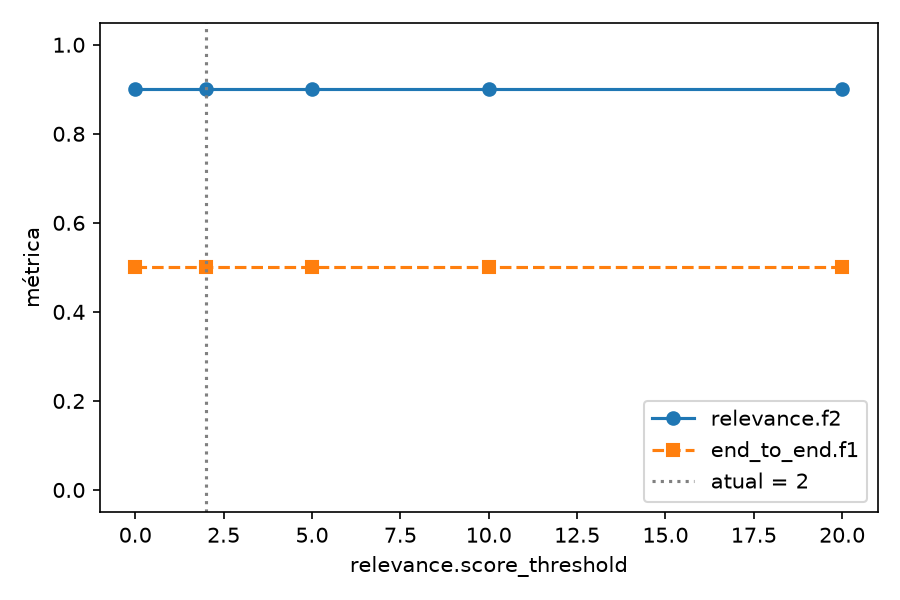 1.0
0.8
0.6
0.4
0.2
0.0
métrica
relevance.f2
end_to_end.f1
atual = 2
0.0 2.5 5.0 7.5 10.0 12.5 15.0 17.5 20.0
relevance.score_threshold